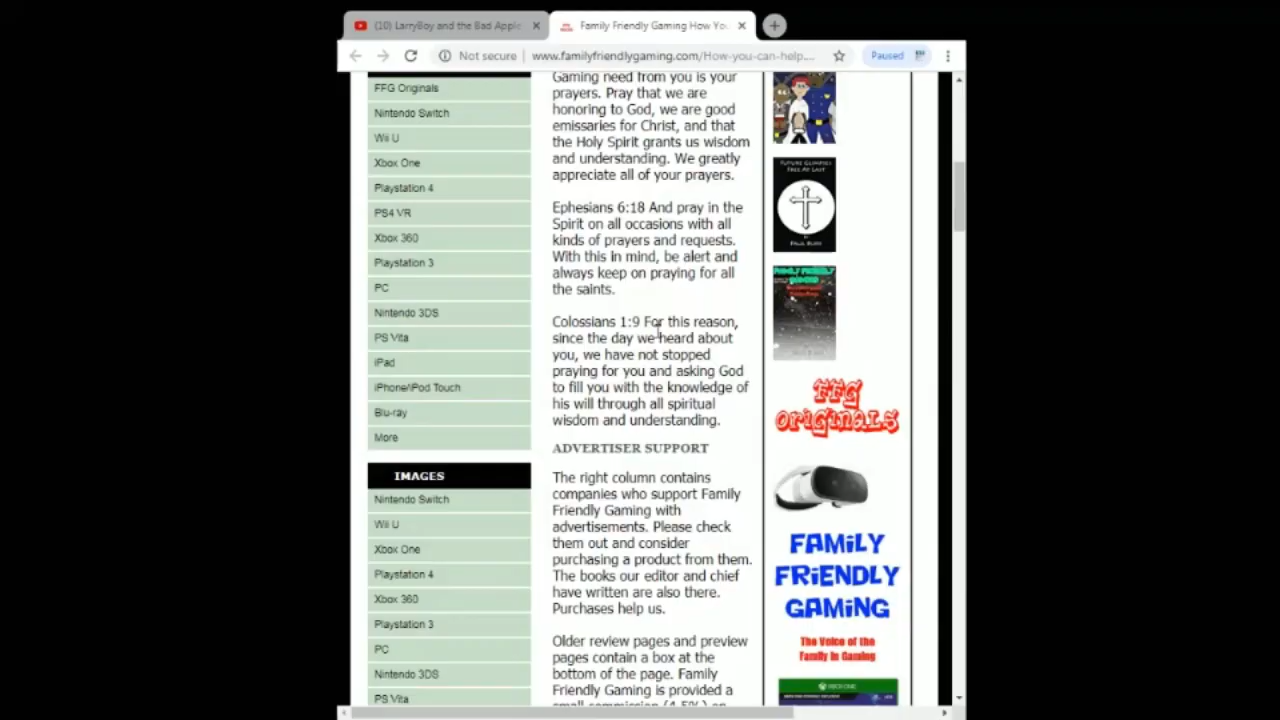 (10) LarryBoy and the Bad Apple
Family Friendly Gaming How You
Not secure
www.familyfriendlygaming.com/How-you-can-help....
Paused
FFG Originals
Nintendo Switch
Wii U
Xbox One
Playstation 4
PS4 VR
Xbox 360
Playstation 3
PC
Nintendo 3DS
PS Vita
iPad
iPhone/iPod Touch
Blu-ray
More
IMAGES
Nintendo Switch
Wii U
Xbox One
Playstation 4
Xbox 360
Playstation 3
PC
Nintendo 3DS
PS Vita
Gaming need from you is your
prayers. Pray that we are
honoring to God, we are good
emissaries for Christ, and that
the Holy Spirit grants us wisdom
and understanding. We greatly
appreciate all of your prayers.
Ephesians 6:18 And pray in the
Spirit on all occasions with all
kinds of prayers and requests.
With this in mind, be alert and
always keep on praying for all
the saints.
Colossians 1:9 For this reason,
since the day we heard about
you, we have not stopped
praying for you and asking God
to fill you with the knowledge of
his will through all spiritual
wisdom and understanding.
ADVERTISER SUPPORT
The right column contains
companies who support Family
Friendly Gaming with
advertisements. Please check
them out and consider
purchasing a product from them.
The books our editor and chief
have written are also there.
Purchases help us.
Older review pages and preview
pages contain a box at the
bottom of the page. Family
Friendly Gaming is provided a
small commission (4.5%) on
FUTURE GLIMPSES
FREE AT LAST
FFG
ORiGiNALS
FAMiLY
FRiENDLY
GAMiNG
The Voice of the
Family in Gaming
XBOX ONE